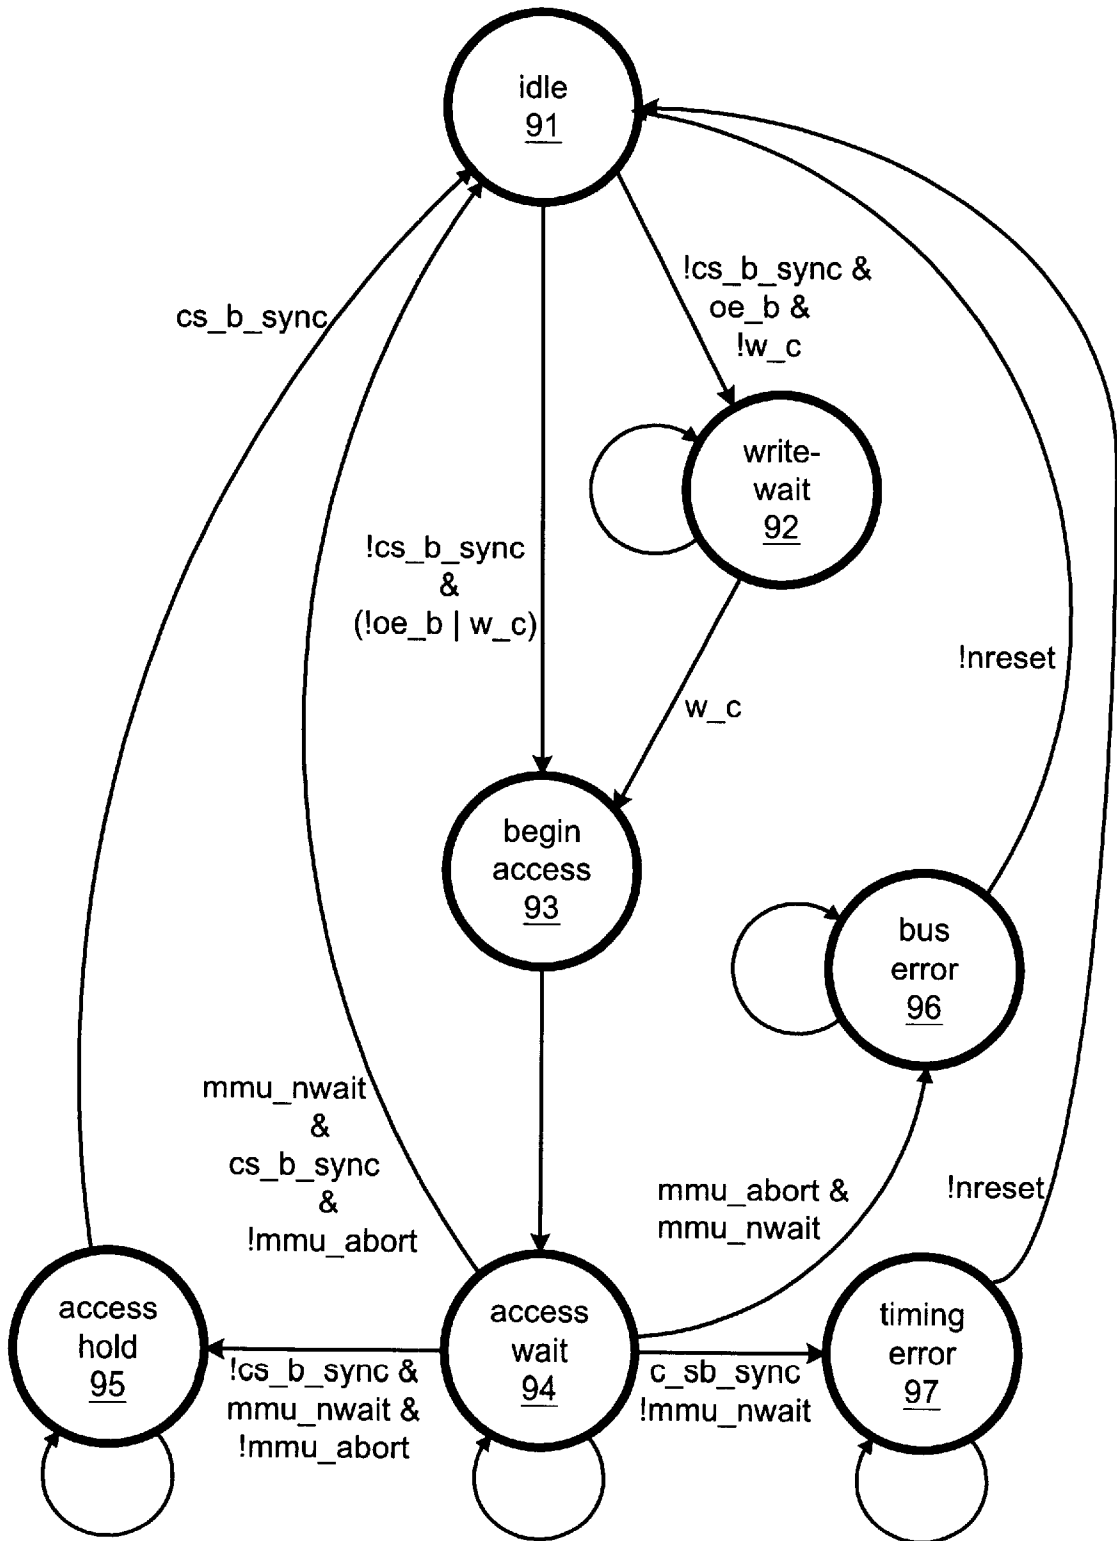 idle
91
!cs_b_sync &
oe_b &
!w_c
cs_b_sync
write-
wait
92
!cs_b_sync
&
(!oe_b | w_c)
!nreset
w_c
begin
access
93
bus
error
96
mmu_nwait
&
cs_b_sync
&
!mmu_abort
mmu_abort &
mmu_nwait
!nreset
access
hold
95
!cs_b_sync &
mmu_nwait &
!mmu_abort
access
wait
94
c_sb_sync
!mmu_nwait
timing
error
97